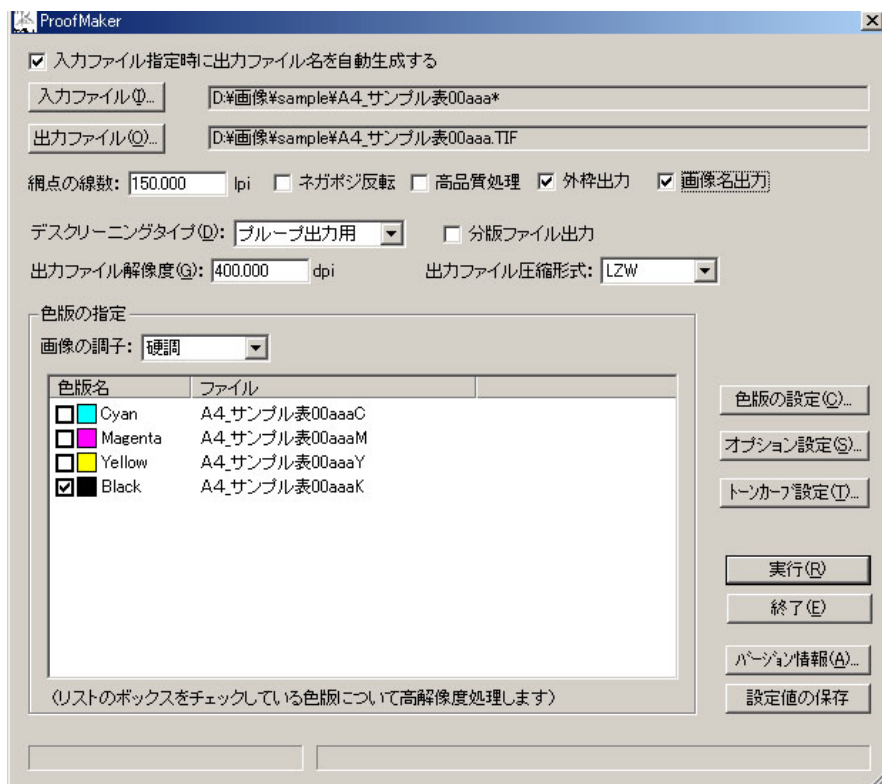 ProofMaker
入力ファイル指定時に出力ファイル名を自動生成する
入力ファイル(I)... D:¥画像¥sample¥A4_サンプル表00aaa*
出力ファイル(O)... D:¥画像¥sample¥A4_サンプル表00aaa.TIF
網点の線数: 150.000 lpi ネガポジ反転 高品質処理 外枠出力 画像名出力
デスクリーニングタイプ(D): プルーフ出力用 分版ファイル出力
出力ファイル解像度(G): 400.000 dpi 出力ファイル圧縮形式: LZW
色版の指定
画像の調子: 硬調
色版名 ファイル
Cyan A4_サンプル表00aaaC
Magenta A4_サンプル表00aaaM
Yellow A4_サンプル表00aaaY
Black A4_サンプル表00aaaK
(リストのボックスをチェックしている色版について高解像度処理します)
色版の設定(C)...
オプション設定(S)...
トーンカーブ設定(T)...
実行(R)
終了(E)
バージョン情報(A)...
設定値の保存